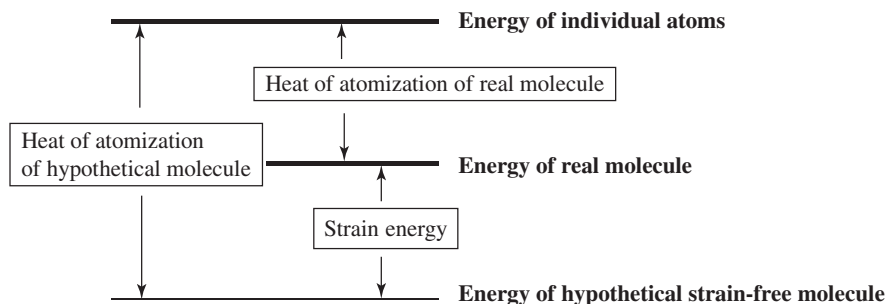 Energy of individual atoms
Heat of atomization of real molecule
Heat of atomization
of hypothetical molecule
Energy of real molecule
Strain energy
Energy of hypothetical strain-free molecule